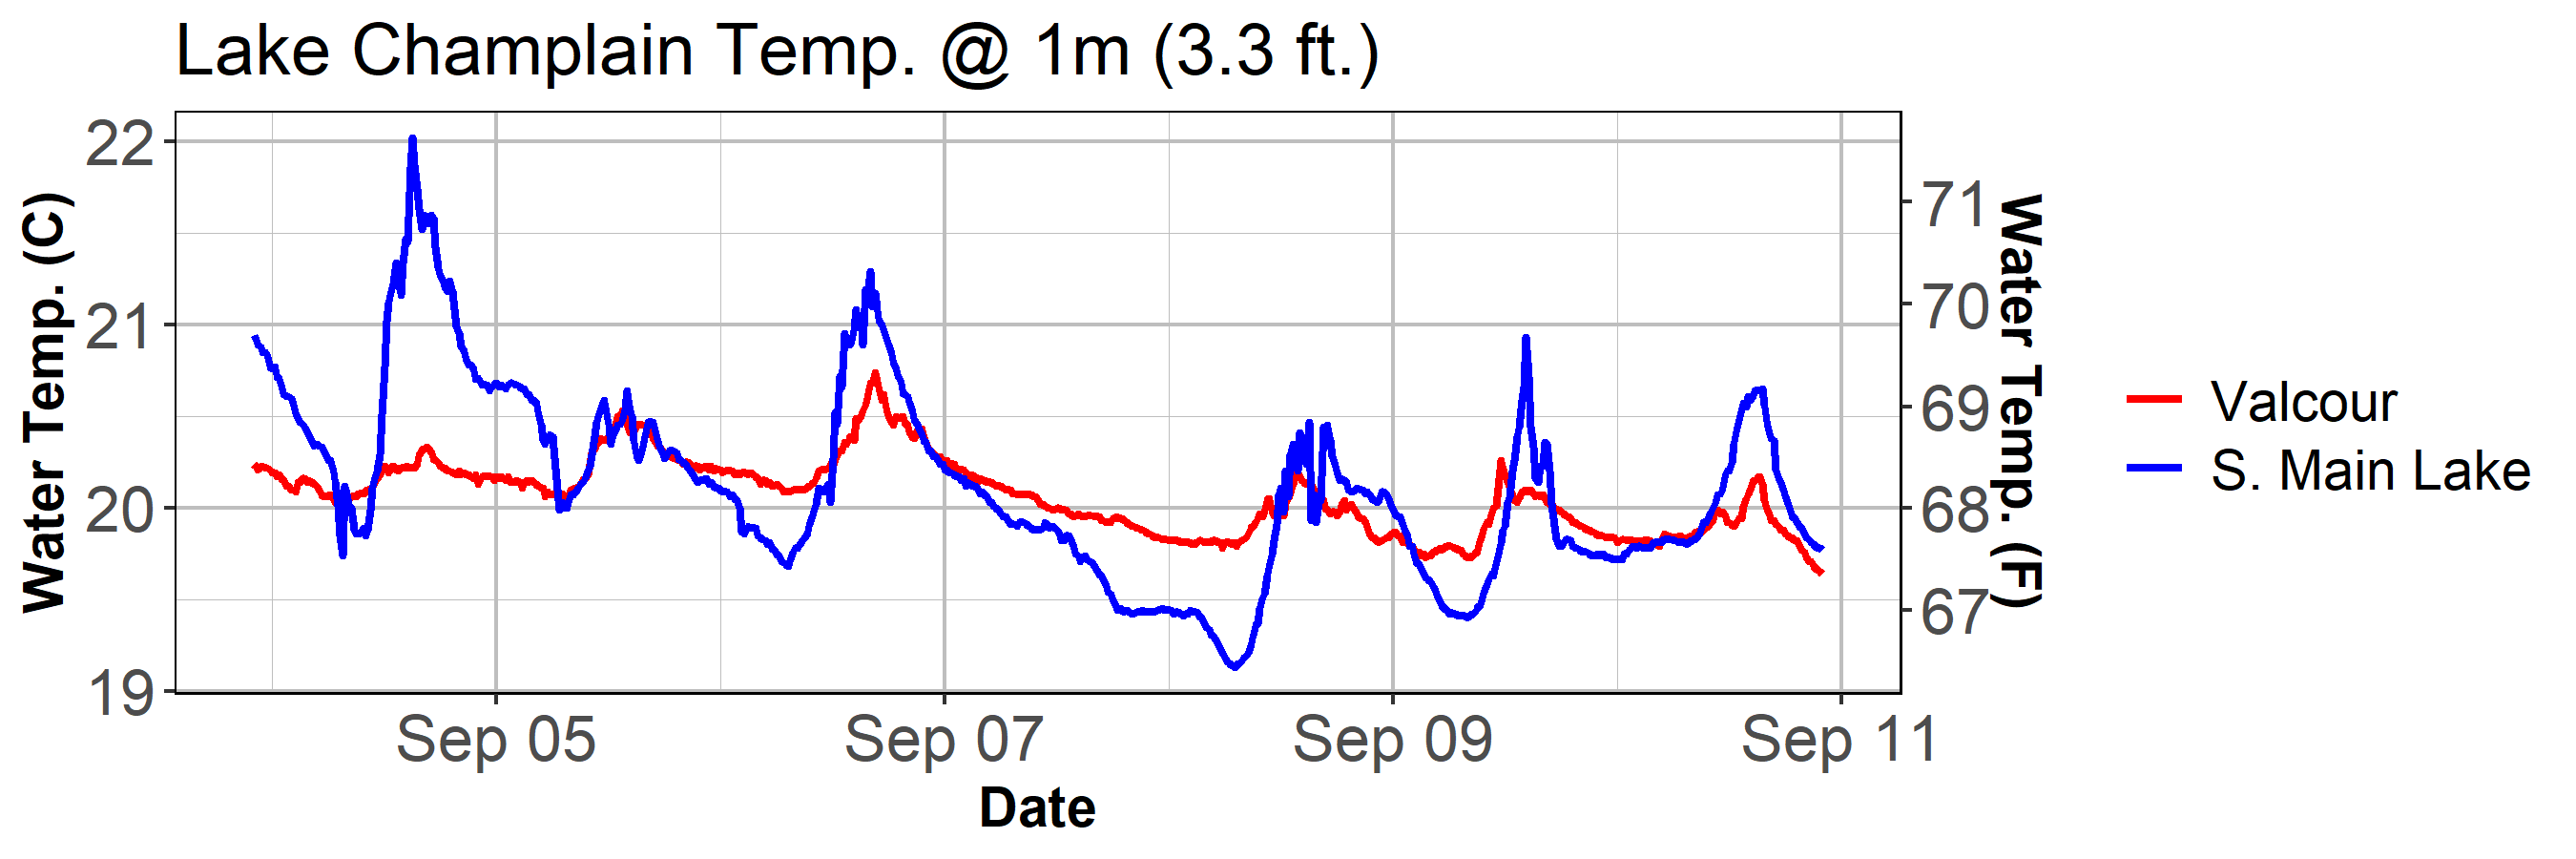 Lake Champlain Temp. @ 1m (3.3 ft.)
Water Temp. (C)
22
21
20
19
71
70
69
68
67
Water Temp. (F)
Sep 05
Sep 07
Sep 09
Sep 11
Date
Valcour
S. Main Lake